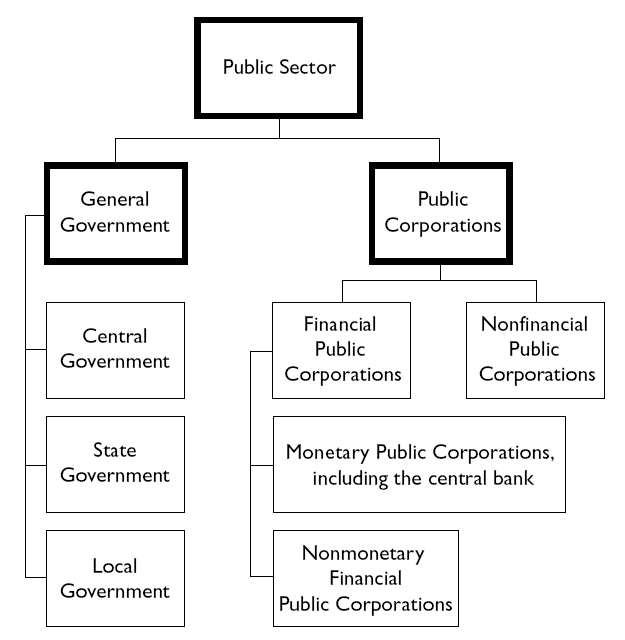 Public Sector
General
Government
Public
Corporations
Central
Government
Financial
Public
Corporations
Nonfinancial
Public
Corporations
State
Government
Monetary Public Corporations,
including the central bank
Local
Government
Nonmonetary
Financial
Public Corporations